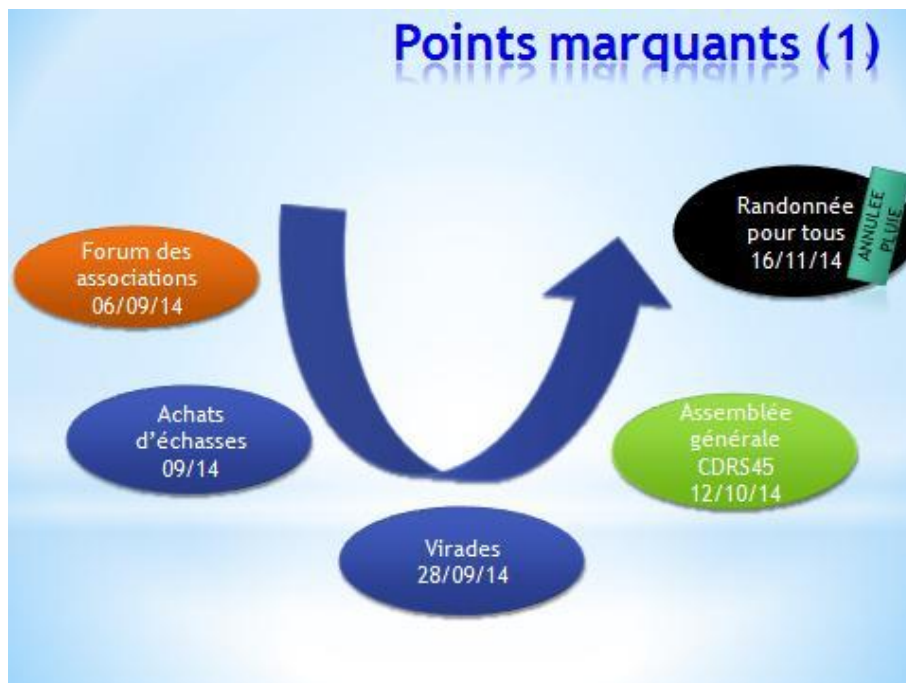 Points marquants (1)
Forum des
associations
06/09/14
Achats
d'échasses
09/14
Virades
28/09/14
Assemblée
générale
CDRS45
12/10/14
Randonnée
pour tous
16/11/14
ANNULEE
PLUIE